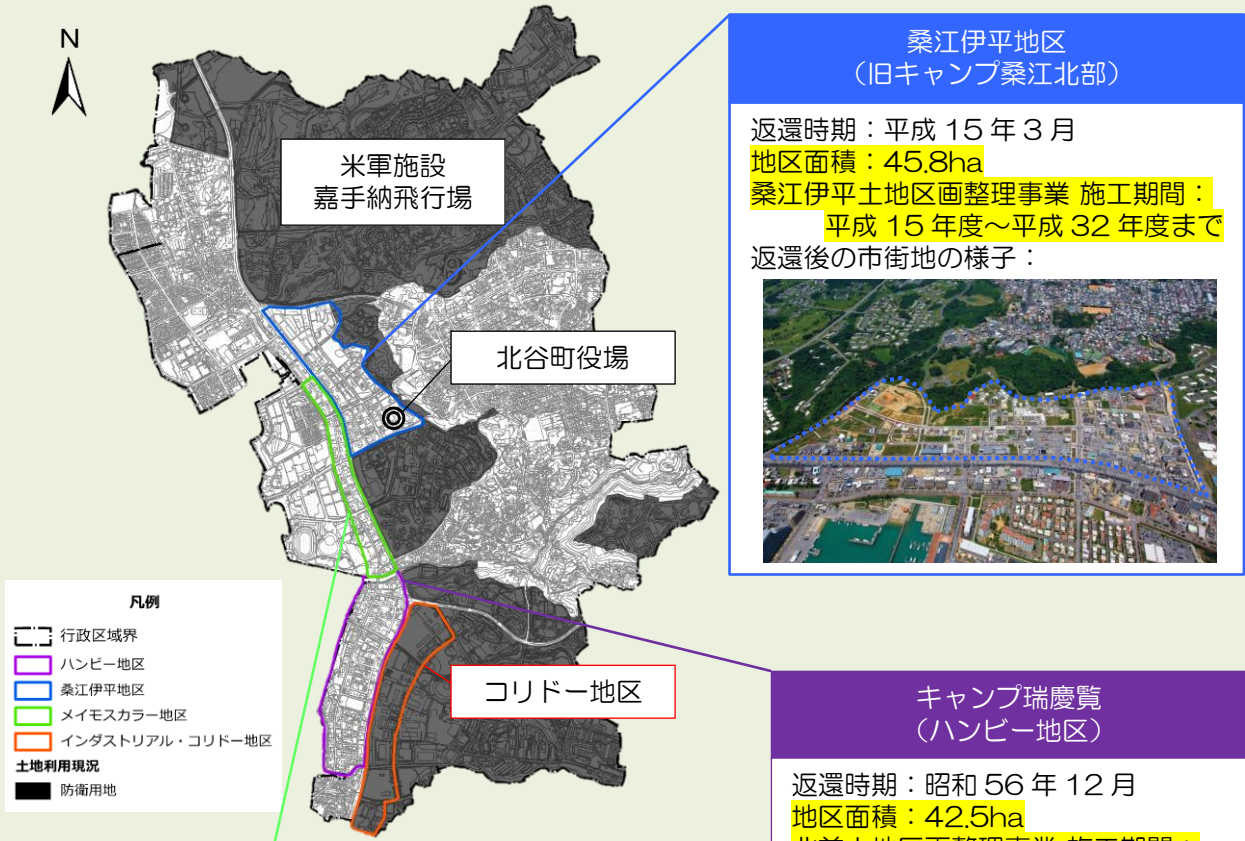 N
米軍施設
嘉手納飛行場
北谷町役場
コリドー地区
凡例
行政区域界
ハンビー地区
桑江伊平地区
メイモスカラー地区
インダストリアル・コリドー地区
土地利用現況
防衛用地
桑江伊平地区
（旧キャンプ桑江北部）
返還時期：平成 15 年 3 月
地区面積：45.8ha
桑江伊平土地区画整理事業 施工期間：
平成 15 年度～平成 32 年度まで
返還後の市街地の様子：
キャンプ瑞慶覧
（ハンビー地区）
返還時期：昭和 56 年 12 月
地区面積：42.5ha